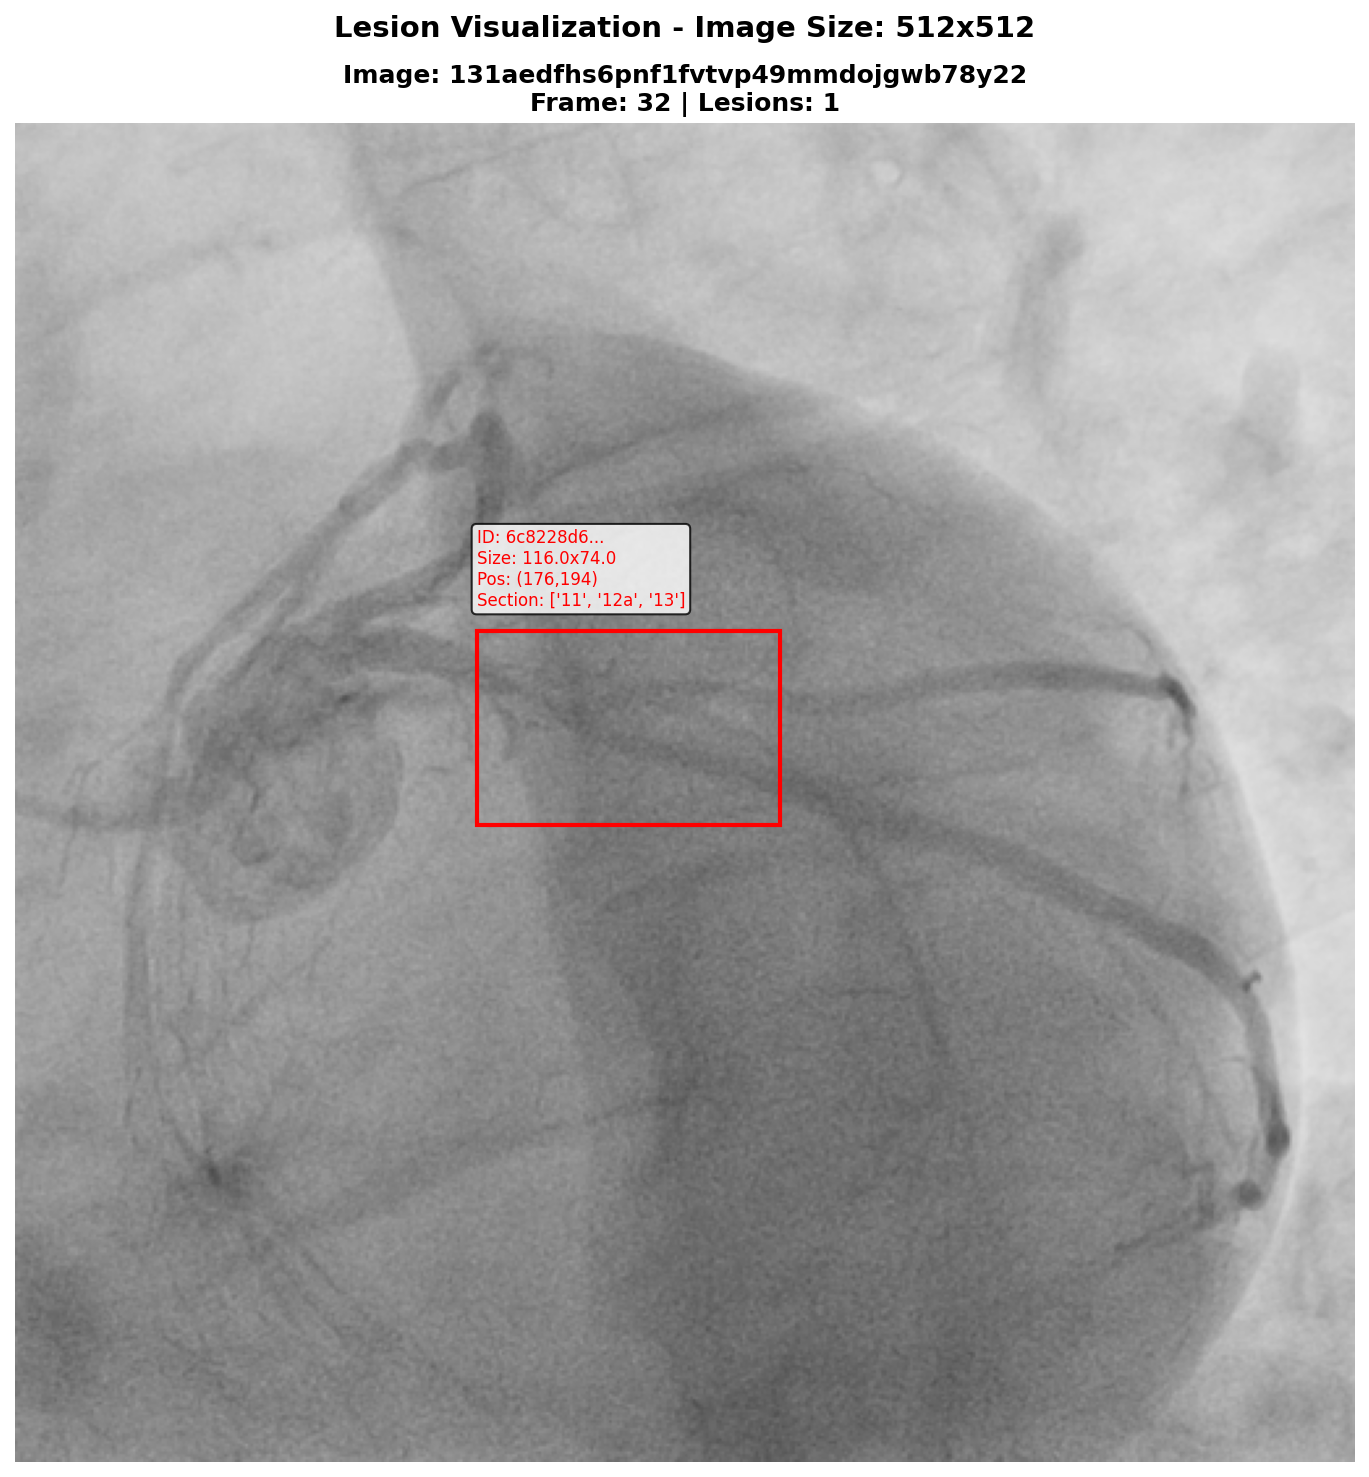 Lesion Visualization - Image Size: 512x512
Image: 131aedfhs6pnf1fvtvp49mmdojgwb78y22
Frame: 32 | Lesions: 1
ID: 6c8228d6...
Size: 116.0x74.0
Pos: (176,194)
Section: ['11', '12a', '13']